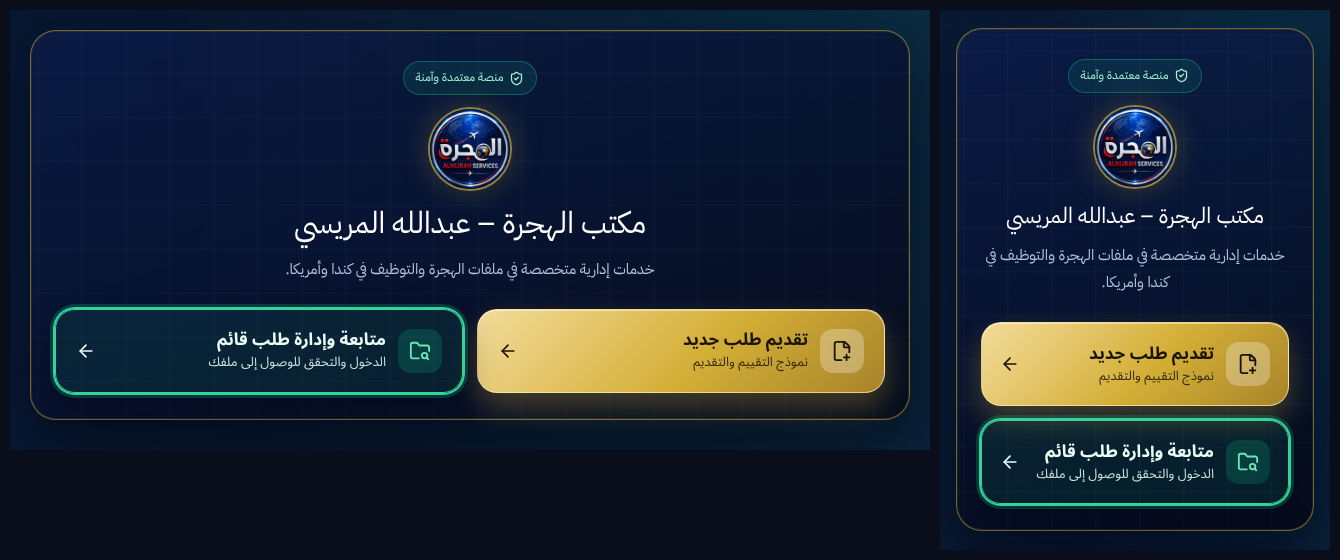 منصة معتمدة وآمنة
الهجرة
ALHIJRAH SERVICES
مكتب الهجرة – عبدالله المريسي
خدمات إدارية متخصصة في ملفات الهجرة والتوظيف في كندا وأمريكا.
تقديم طلب جديد
نموذج التقييم والتقديم
متابعة وإدارة طلب قائم
الدخول والتحقق للوصول إلى ملفك
منصة معتمدة وآمنة
الهجرة
ALHIJRAH SERVICES
مكتب الهجرة – عبدالله المريسي
خدمات إدارية متخصصة في ملفات الهجرة والتوظيف في
كندا وأمريكا.
تقديم طلب جديد
نموذج التقييم والتقديم
متابعة وإدارة طلب قائم
الدخول والتحقق للوصول إلى ملفك